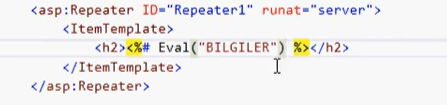 <asp:Repeater ID="Repeater1" runat="server">
<ItemTemplate>
<h2><%# Eval("BILGILER") %></h2>
</ItemTemplate>
</asp:Repeater>